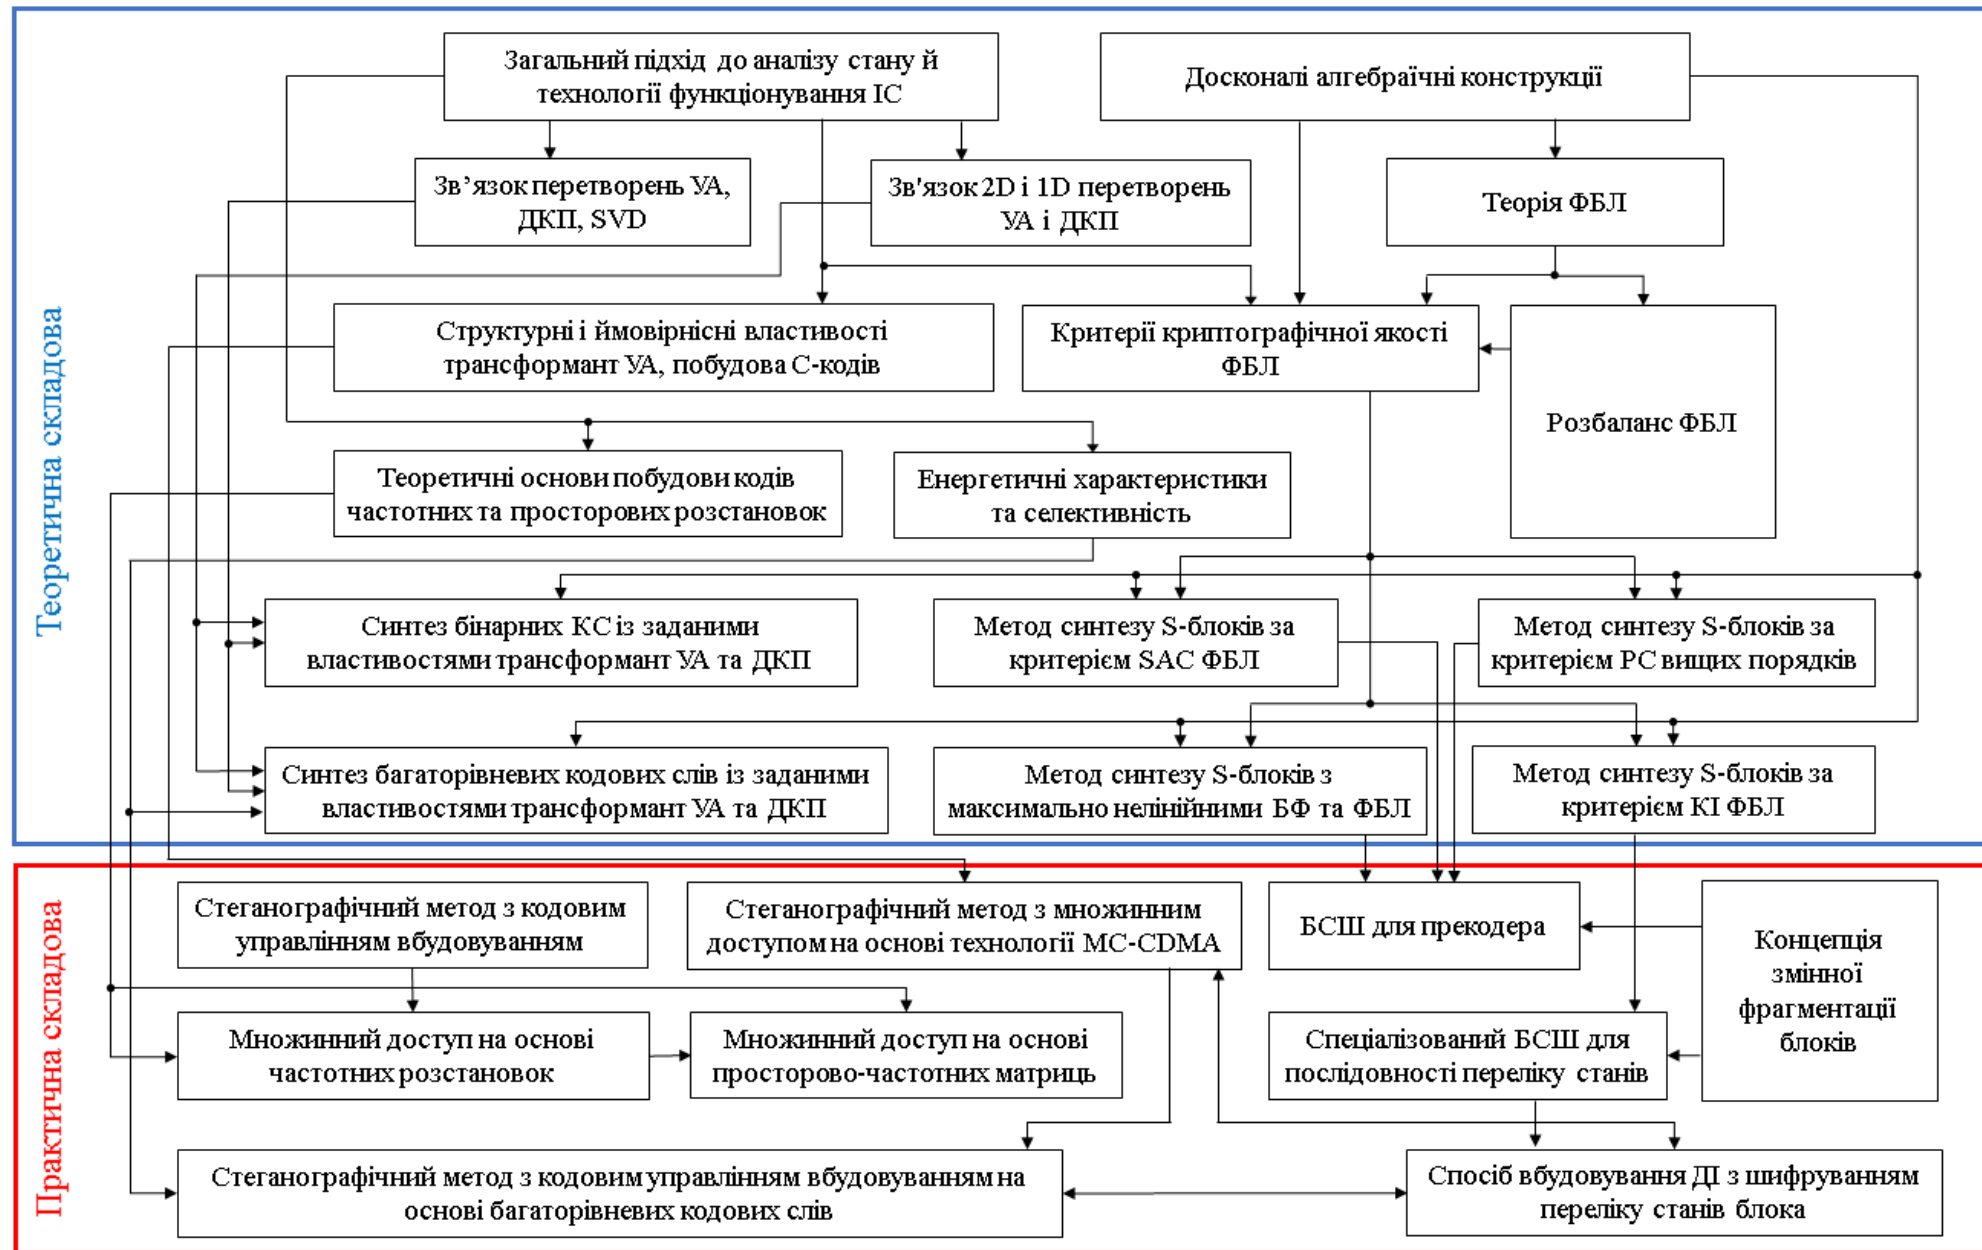 Теоретична складова
Загальний підхід до аналізу стану й
технології функціонування ІС
Досконалі алгебраїчні конструкції
Зв’язок перетворень УА,
ДКП, SVD
Зв'язок 2D і 1D перетворень
УА і ДКП
Теорія ФБЛ
Структурні і ймовірнісні властивості
трансформант УА, побудова С-кодів
Критерії криптографічної якості
ФБЛ
Розбаланс ФБЛ
Теоретичні основи побудови кодів
частотних та просторових розстановок
Енергетичні характеристики
та селективність
Синтез бінарних КС із заданими
властивостями трансформант УА та ДКП
Метод синтезу S-блоків за
критерієм SAC ФБЛ
Метод синтезу S-блоків за
критерієм PC вищих порядків
Синтез багаторівневих кодових слів із заданими
властивостями трансформант УА та ДКП
Метод синтезу S-блоків з
максимально нелінійними БФ та ФБЛ
Метод синтезу S-блоків за
критерієм КІ ФБЛ
Практична складова
Стеганографічний метод з кодовим
управлінням вбудовуванням
Стеганографічний метод з множинним
доступом на основі технології MC-CDMA
БСШ для прекодера
Концепція
змінної
фрагментації
блоків
Множинний доступ на основі
частотних розстановок
Множинний доступ на основі
просторово-частотних матриць
Спеціалізований БСШ для
послідовності переліку станів
Стеганографічний метод з кодовим управлінням вбудовуванням на
основі багаторівневих кодових слів
Спосіб вбудовування ДІ з шифруванням
переліку станів блока